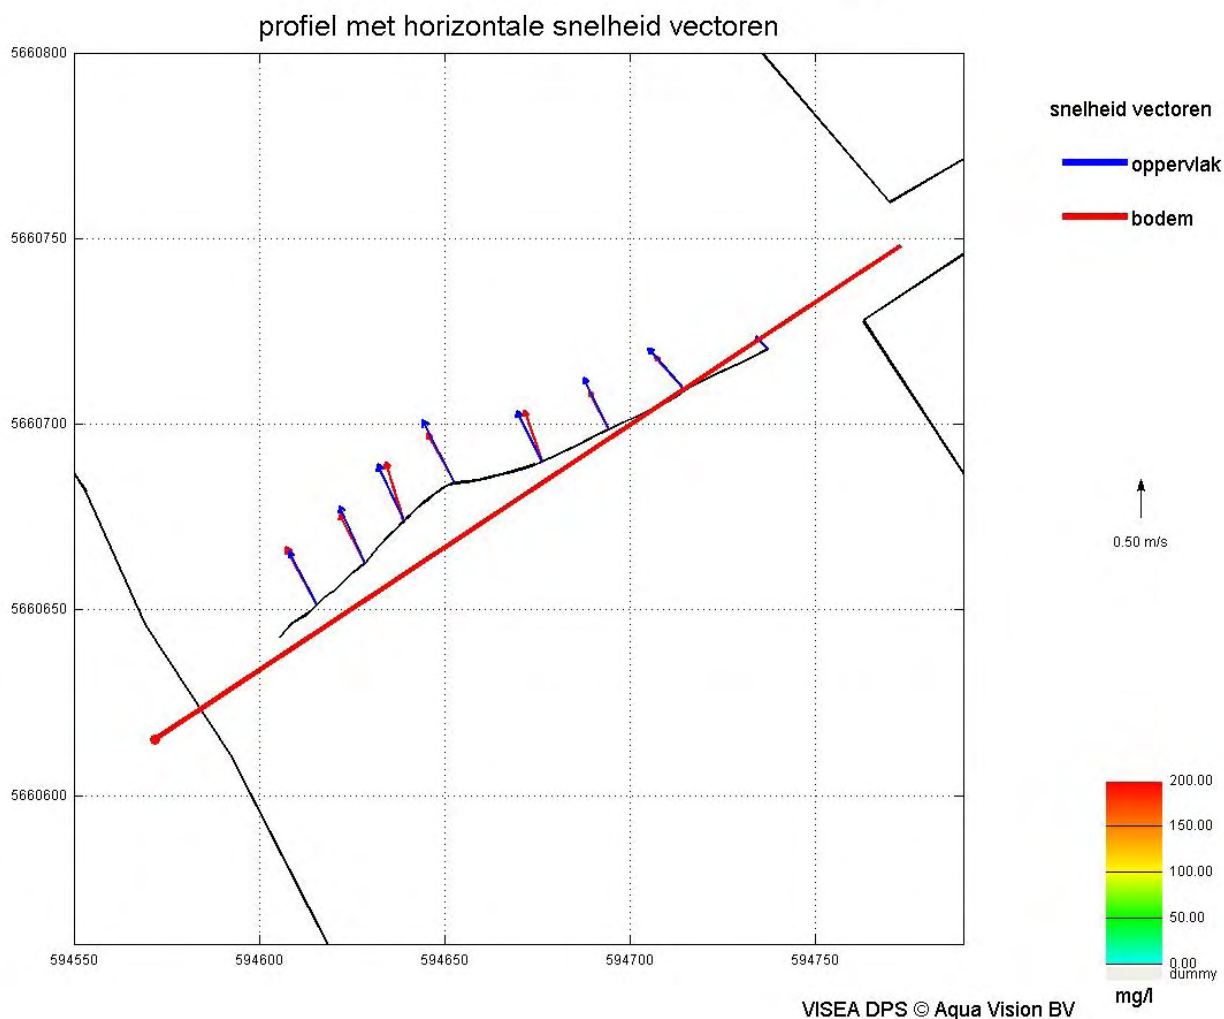 profiel met horizontale snelheid vectoren
5660800
5660750
5660700
5660650
5660600
594550
594600
594650
594700
594750
snelheid vectoren
oppervlak
bodem
0.50 m/s
200.00
150.00
100.00
50.00
0.00
dummy
mg/l
VISEA DPS © Aqua Vision BV